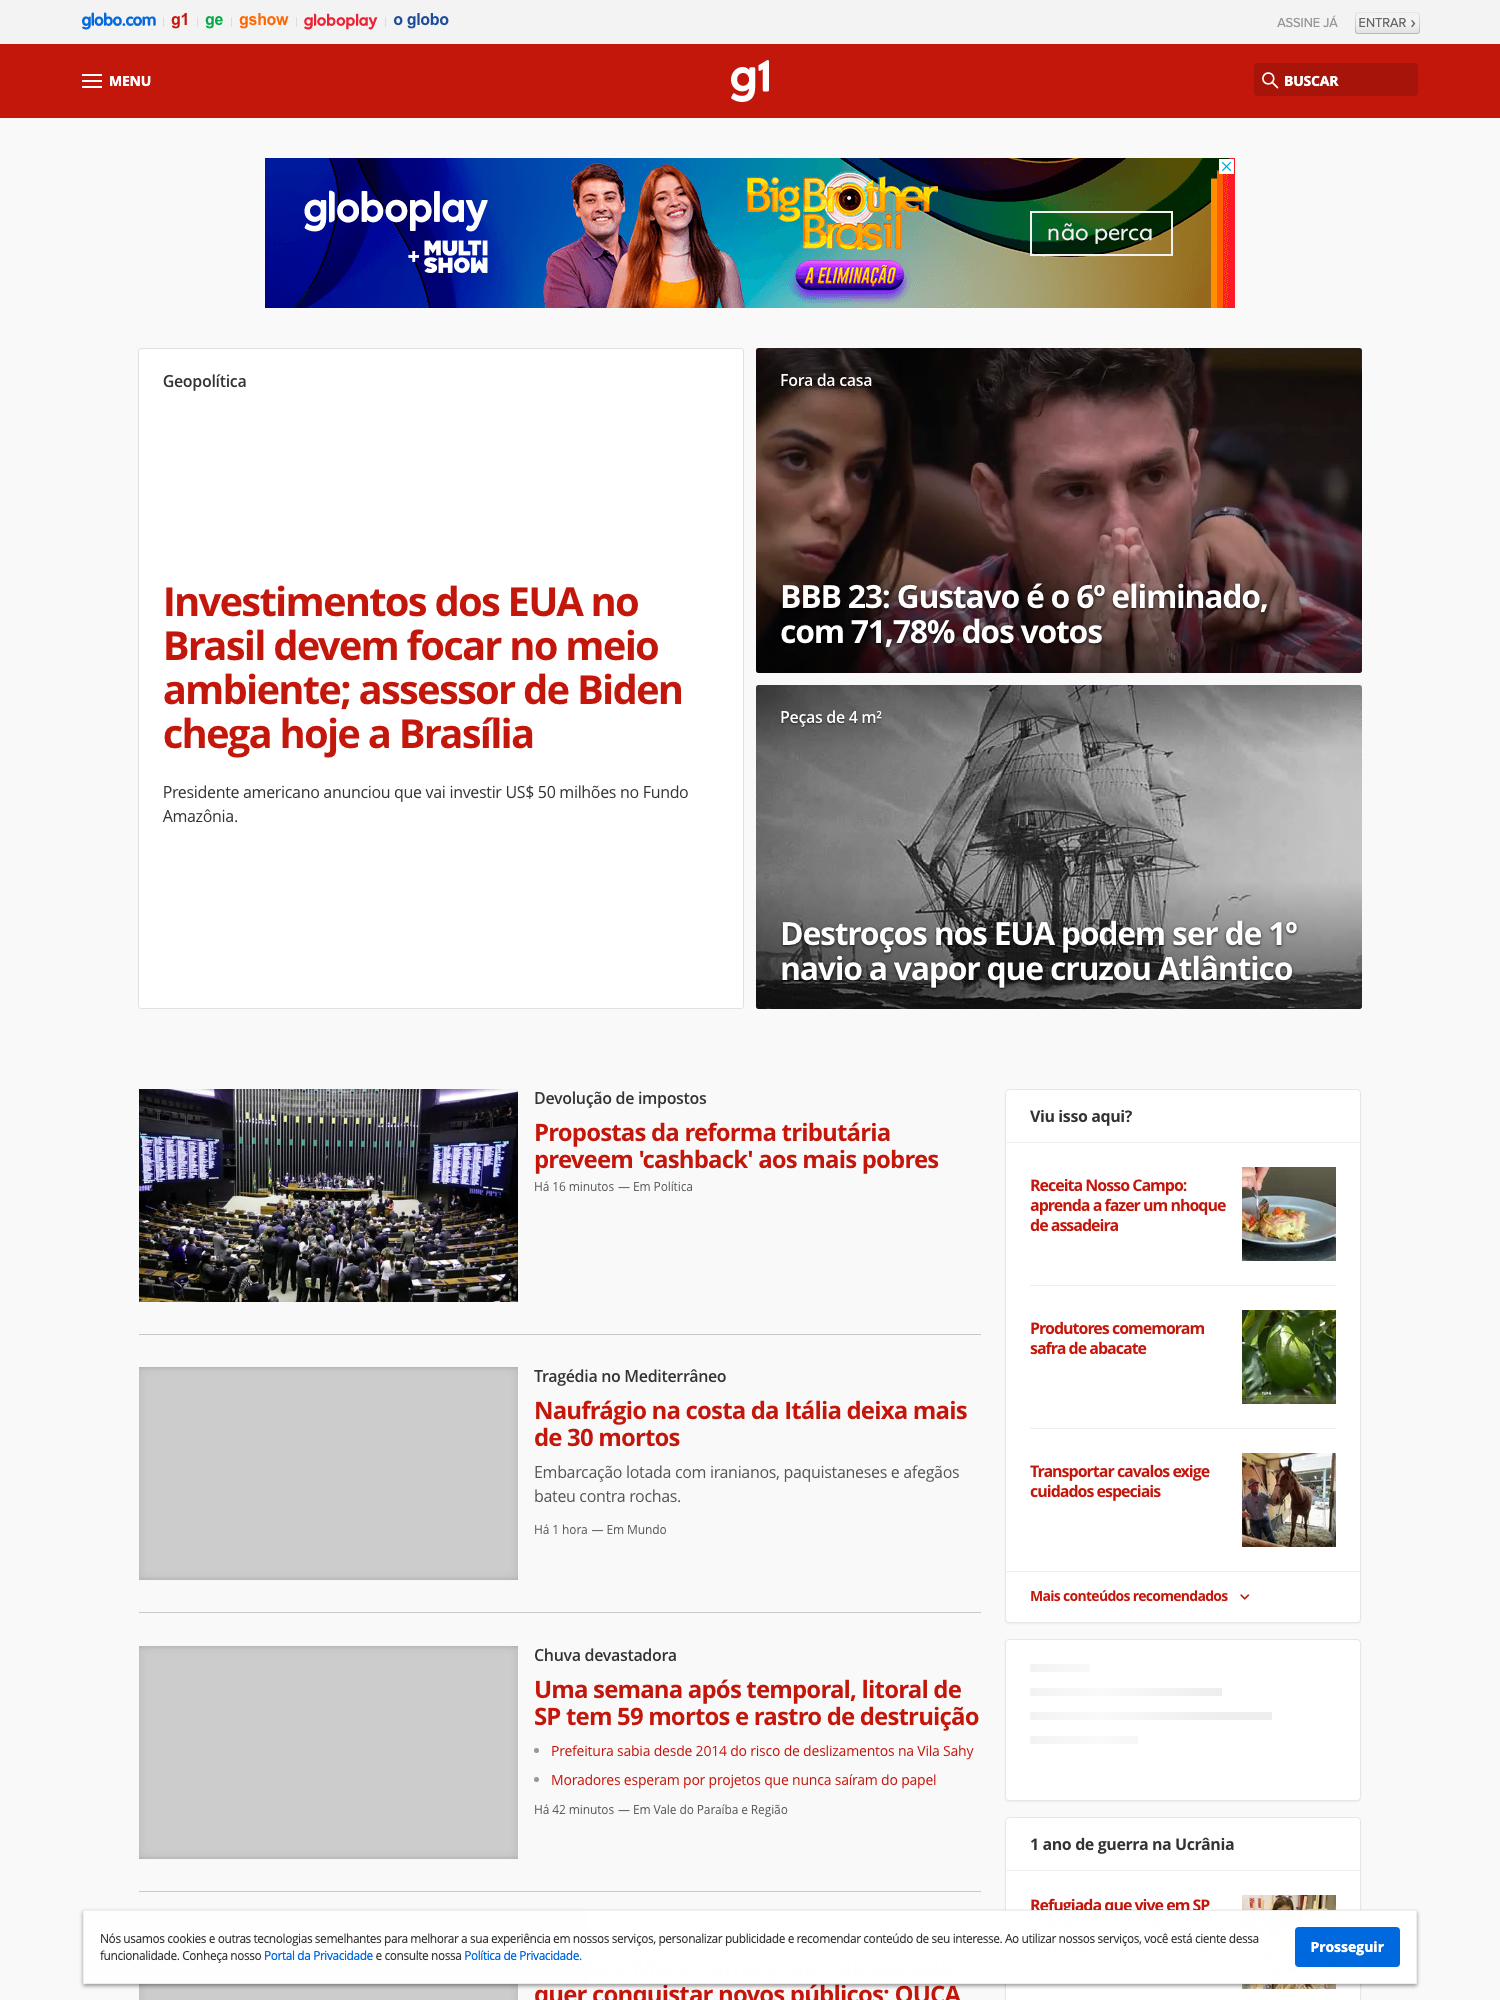 globo.com g1 ge gshow globoplay o globo
ASSINE JÁ ENTRAR ›
MENU
g1
BUSCAR
globoplay
+ MULTI
SHOW
Big Brother
Brasil
A ELIMINAÇÃO
não perca
Geopolítica
Investimentos dos EUA no
Brasil devem focar no meio
ambiente; assessor de Biden
chega hoje a Brasília
Presidente americano anunciou que vai investir US$ 50 milhões no Fundo
Amazônia.
Fora da casa
BBB 23: Gustavo é o 6º eliminado,
com 71,78% dos votos
Peças de 4 m²
Destroços nos EUA podem ser de 1º
navio a vapor que cruzou Atlântico
Devolução de impostos
Propostas da reforma tributária
preveem 'cashback' aos mais pobres
Há 16 minutos — Em Política
Tragédia no Mediterrâneo
Naufrágio na costa da Itália deixa mais
de 30 mortos
Embarcação lotada com iranianos, paquistaneses e afegãos
bateu contra rochas.
Há 1 hora — Em Mundo
Chuva devastadora
Uma semana após temporal, litoral de
SP tem 59 mortos e rastro de destruição
Prefeitura sabia desde 2014 do risco de deslizamentos na Vila Sahy
Moradores esperam por projetos que nunca saíram do papel
Há 42 minutos — Em Vale do Paraíba e Região
Viu isso aqui?
Receita Nosso Campo:
aprenda a fazer um nhoque
de assadeira
Produtores comemoram
safra de abacate
Transportar cavalos exige
cuidados especiais
Mais conteúdos recomendados
1 ano de guerra na Ucrânia
Refugiada que vive em SP
Nós usamos cookies e outras tecnologias semelhantes para melhorar a sua experiência em nossos serviços, personalizar publicidade e recomendar conteúdo de seu interesse. Ao utilizar nossos serviços, você está ciente dessa
funcionalidade. Conheça nosso Portal da Privacidade e consulte nossa Política de Privacidade.
Prosseguir
quer conquistar novos públicos; OUÇA